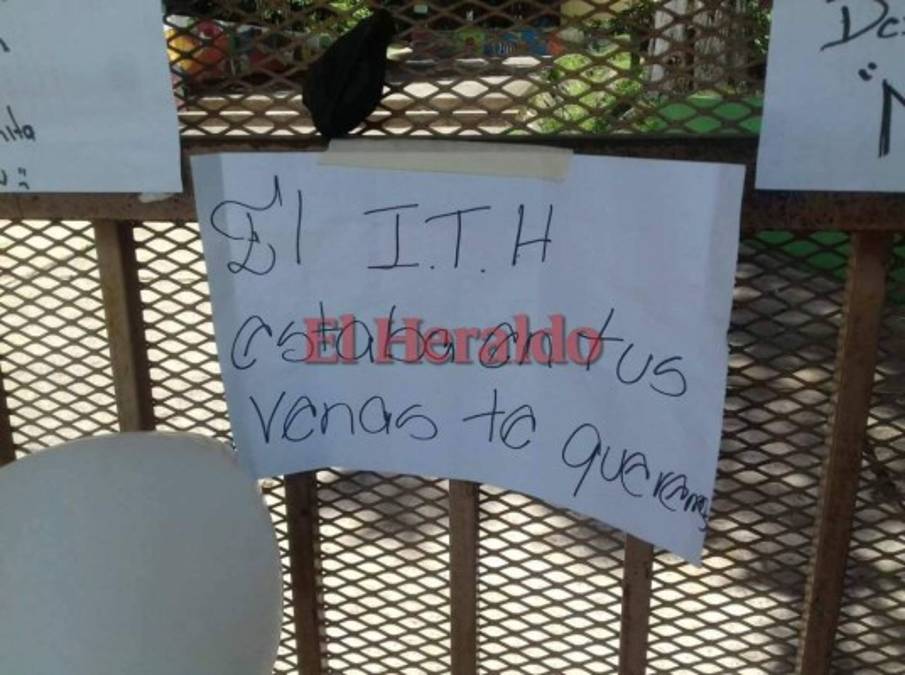 El I.T.H
estaba en tus
venas te queremos
El Heraldo